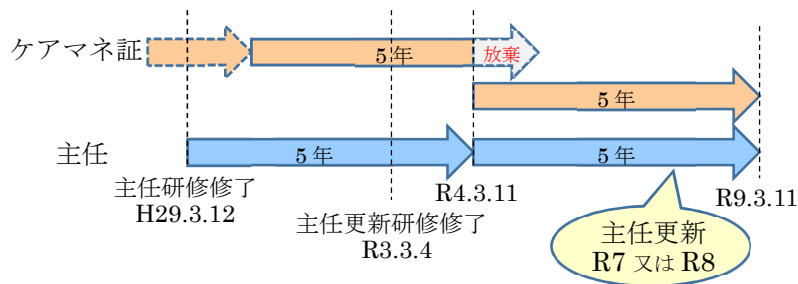 ケアマネ証
5年
放棄
5年
主任
5年
5年
主任研修修了
H29.3.12
主任更新研修修了
R3.3.4
R4.3.11
R9.3.11
主任更新
R7 又は R8